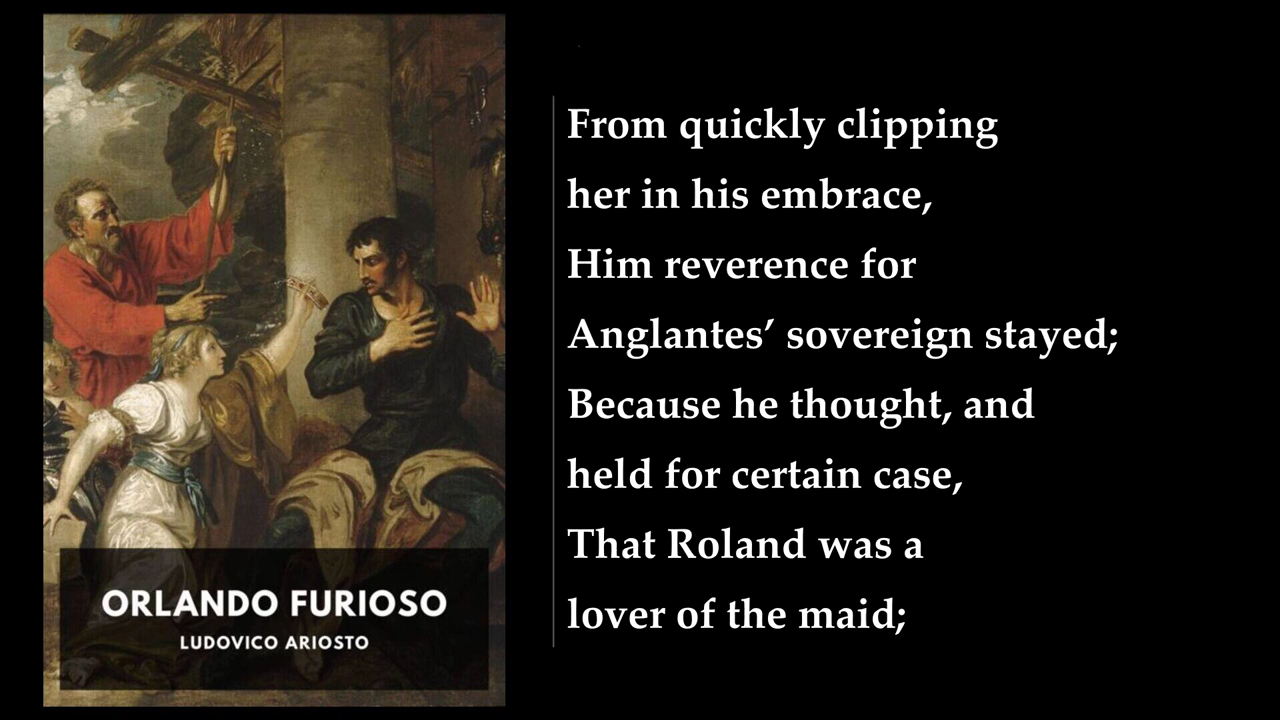 ORLANDO FURIOSO
LUDOVICO ARIOSTO
From quickly clipping
her in his embrace,
Him reverence for
Anglantes’ sovereign stayed;
Because he thought, and
held for certain case,
That Roland was a
lover of the maid;